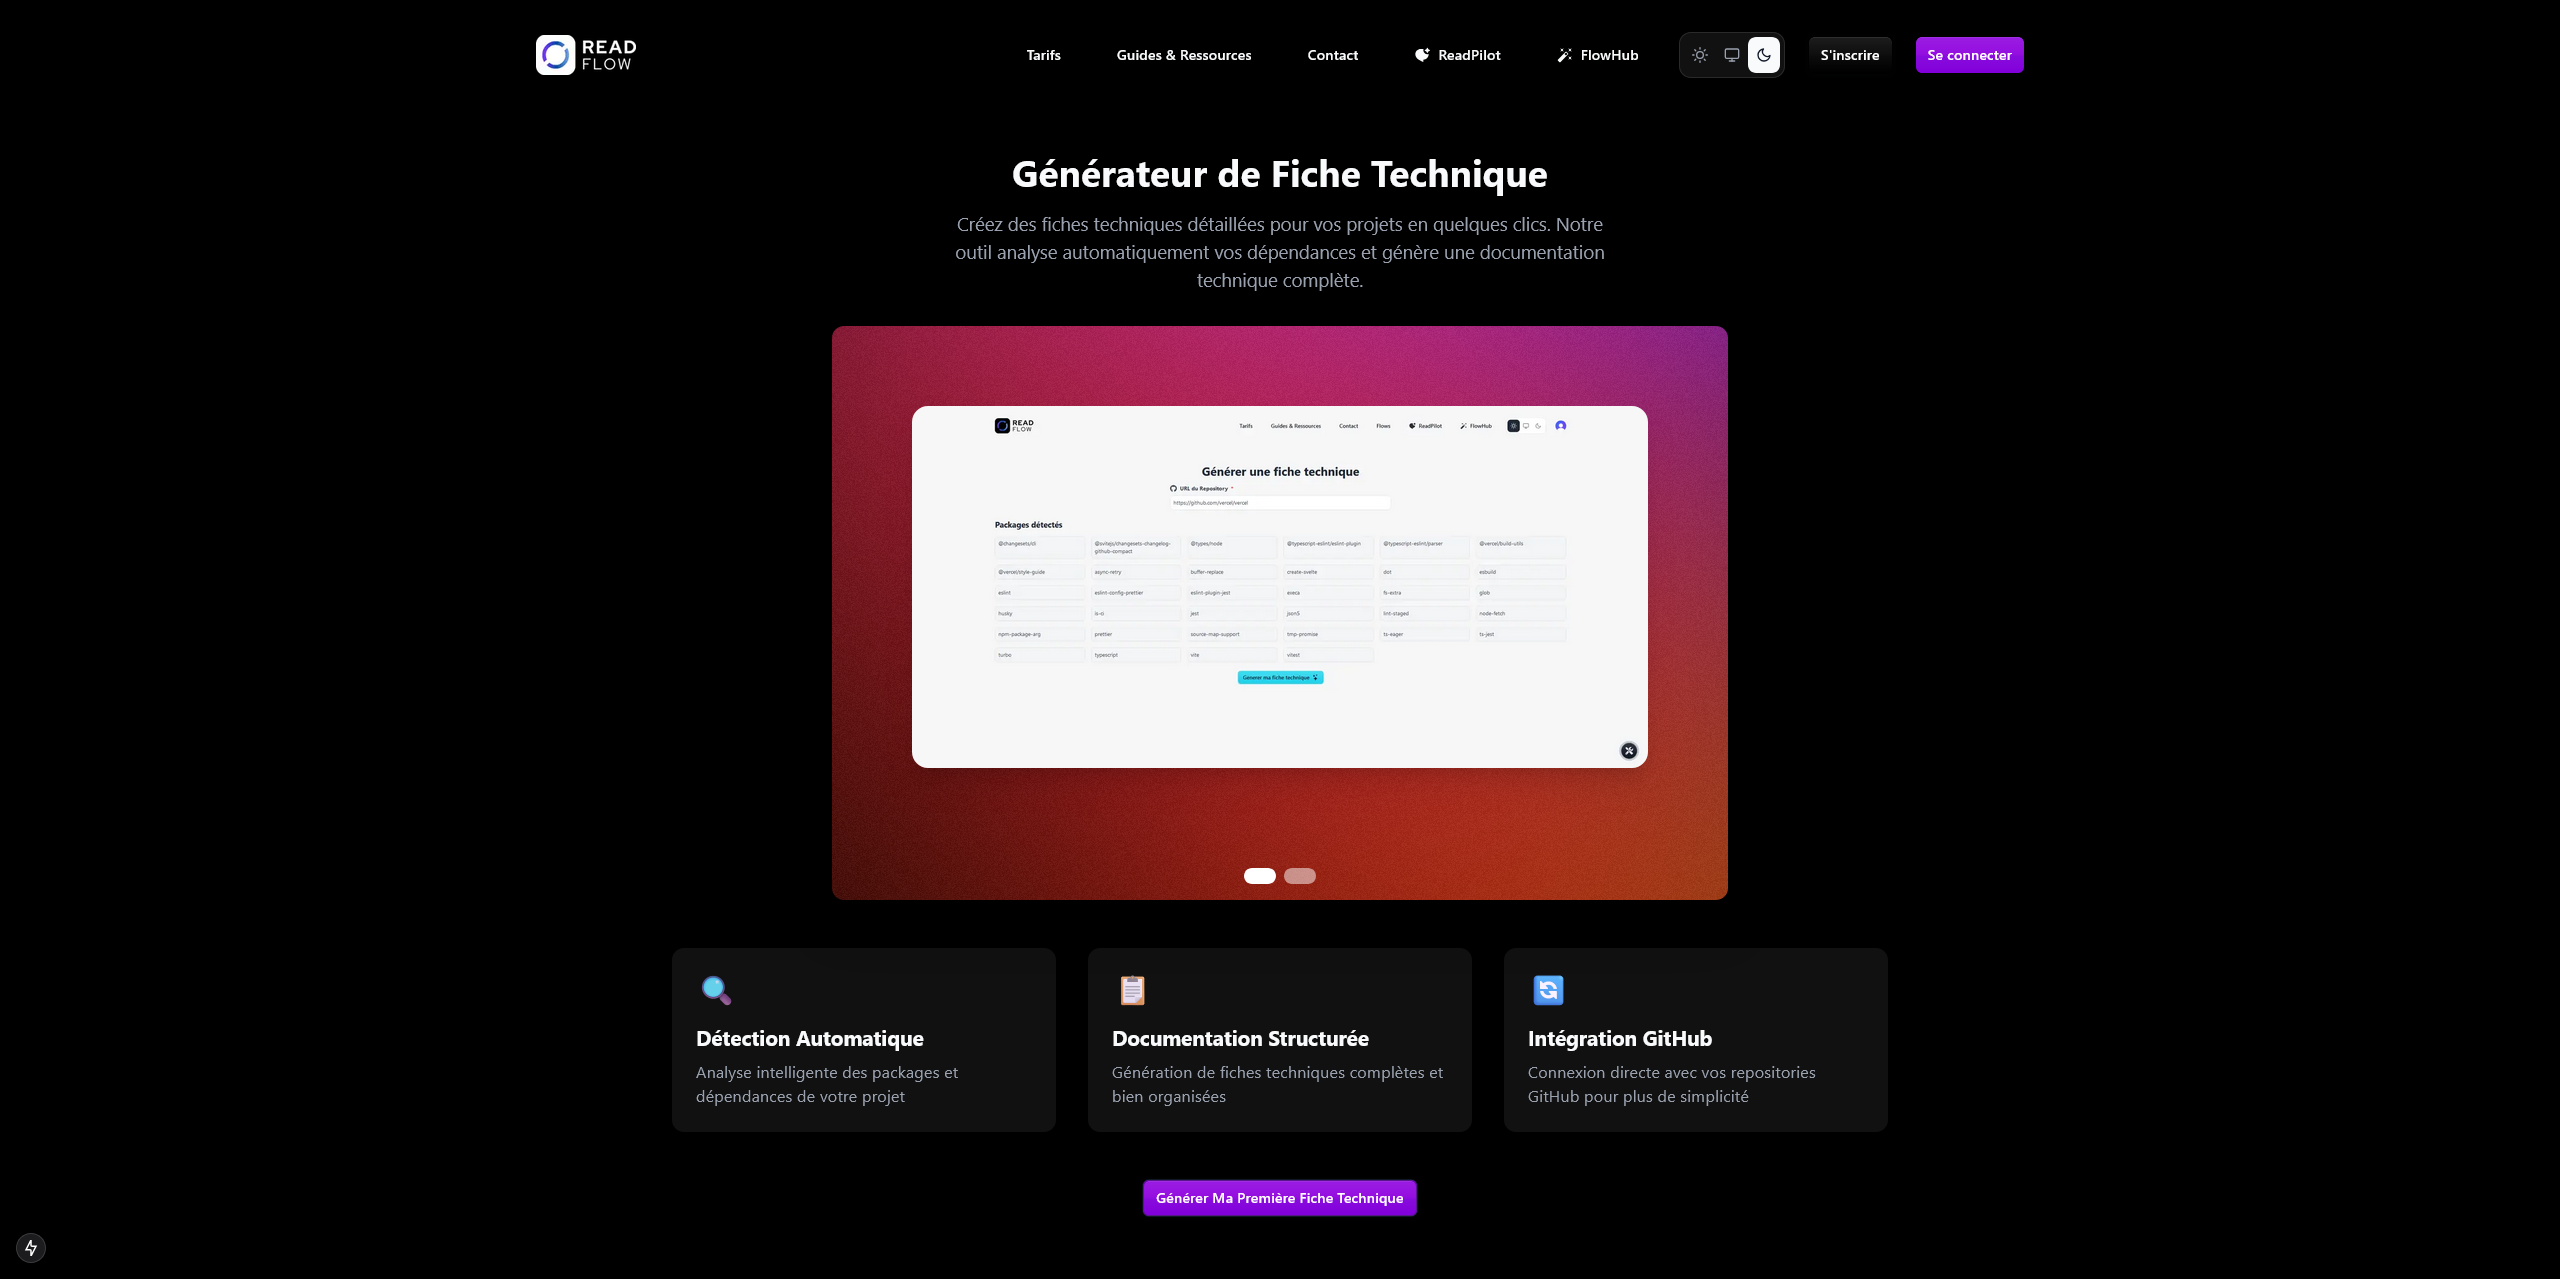 READ
FLOW
Tarifs
Guides & Ressources
Contact
ReadPilot
FlowHub
S'inscrire
Se connecter
Générateur de Fiche Technique
Créez des fiches techniques détaillées pour vos projets en quelques clics. Notre
outil analyse automatiquement vos dépendances et génère une documentation
technique complète.
READ
FLOW
Tarifs
Guides & Ressources
Contact
Flows
ReadPilot
FlowHub
Générer une fiche technique
URL du Repository *
https://github.com/vercel/vercel
Packages détectés
@changesets/cli
@svitejs/changesets-changelog-
github-compact
@types/node
@typescript-eslint/eslint-plugin
@typescript-eslint/parser
@vercel/build-utils
@vercel/style-guide
async-retry
buffer-replace
create-svelte
dot
esbuild
eslint
eslint-config-prettier
eslint-plugin-jest
execa
fs-extra
glob
husky
is-ci
jest
json5
lint-staged
node-fetch
npm-package-arg
prettier
source-map-support
tmp-promise
ts-eager
ts-jest
turbo
typescript
vite
vitest
Générer ma fiche technique
Détection Automatique
Analyse intelligente des packages et
dépendances de votre projet
Documentation Structurée
Génération de fiches techniques complètes et
bien organisées
Intégration GitHub
Connexion directe avec vos repositories
GitHub pour plus de simplicité
Générer Ma Première Fiche Technique